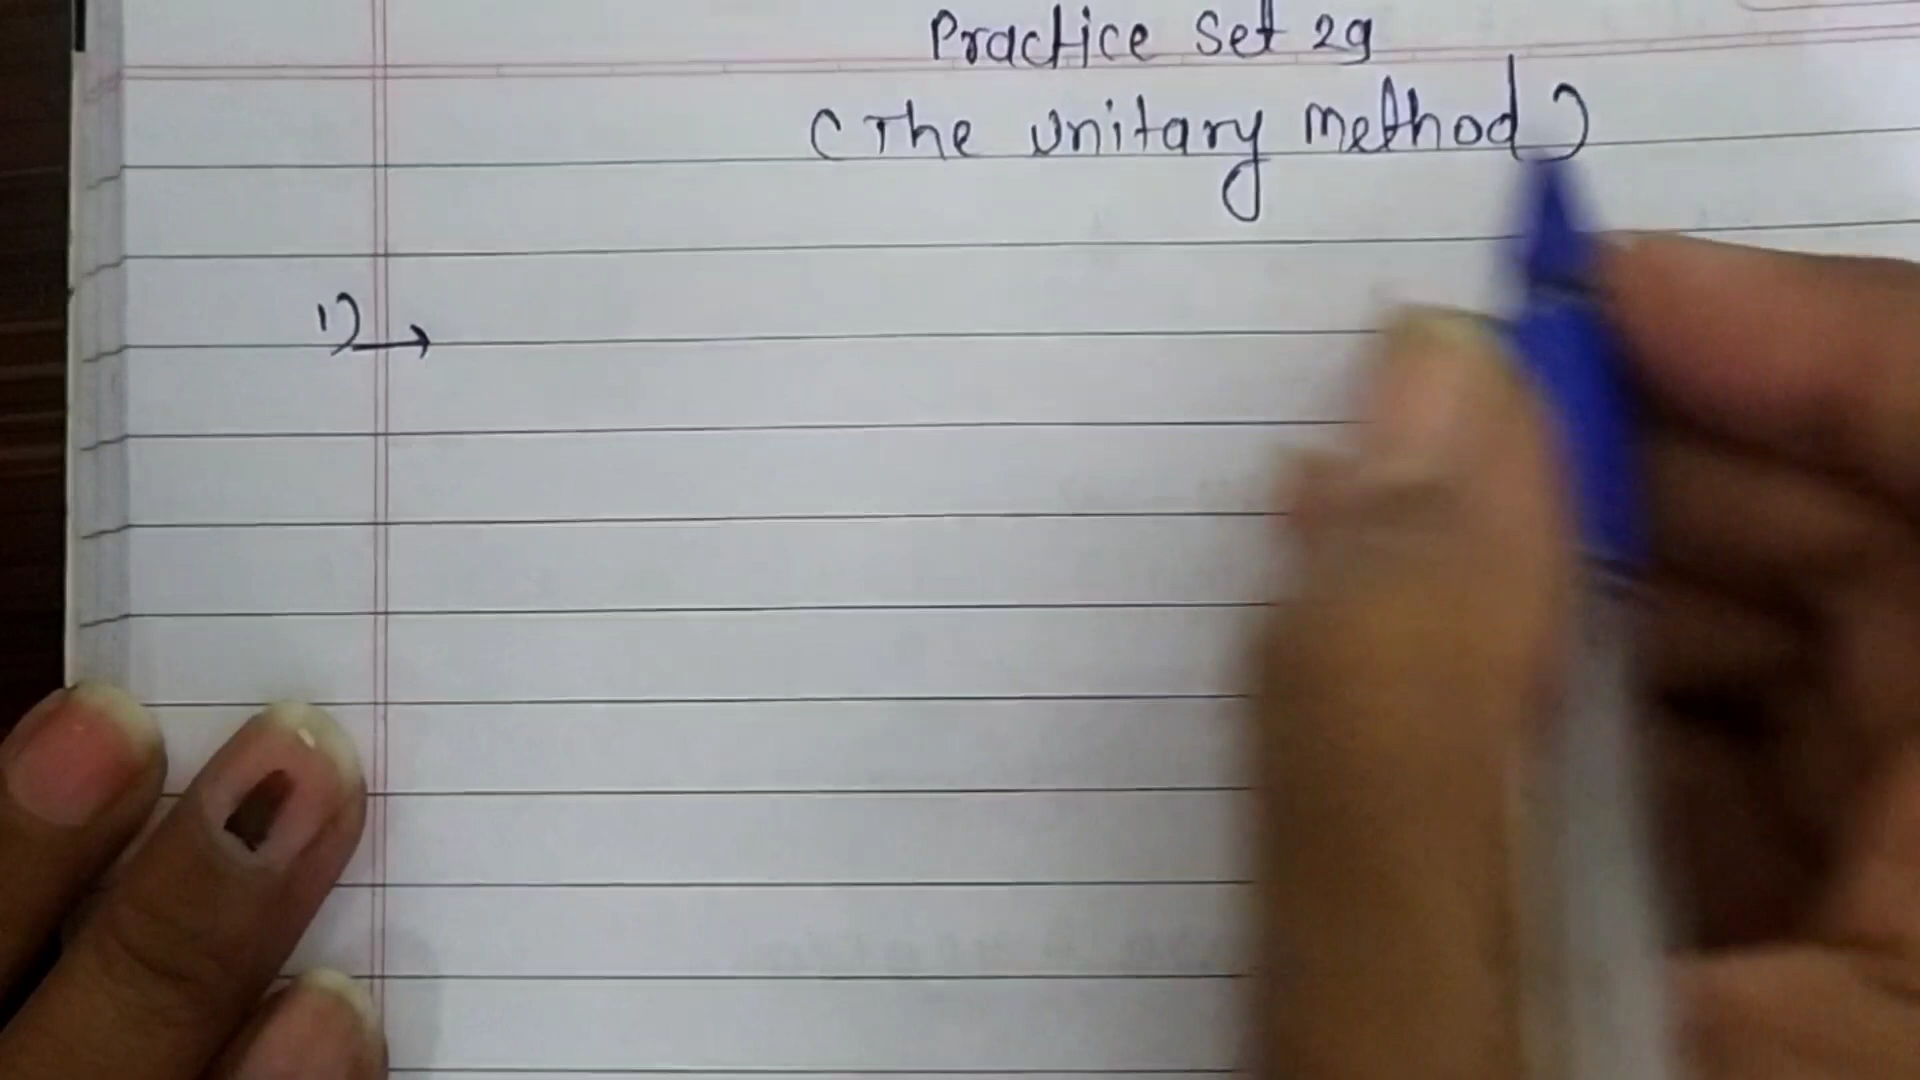 Practice Set 29
(The unitary method)
1)→